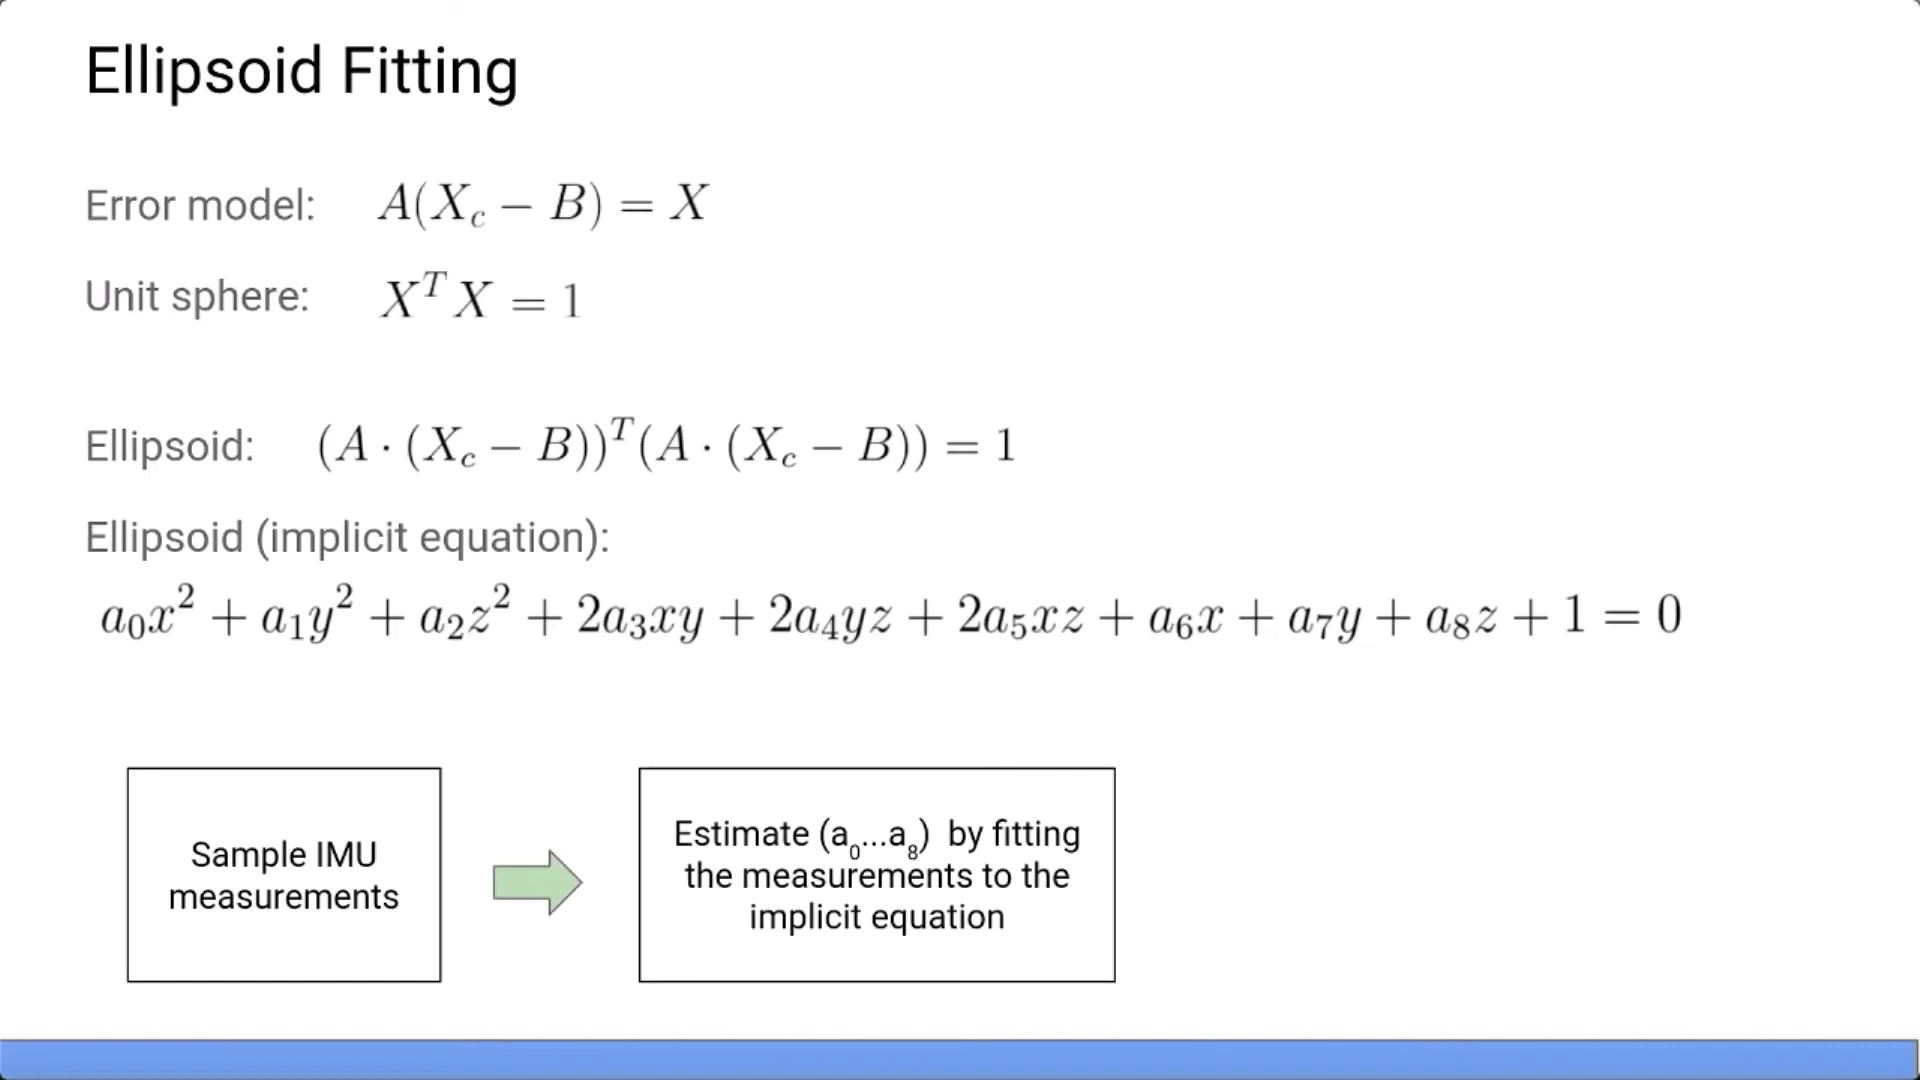 Ellipsoid Fitting
Error model: A(X_c − B) = X
Unit sphere: X^T X = 1
Ellipsoid: (A · (X_c − B))^T (A · (X_c − B)) = 1
Ellipsoid (implicit equation):
a_0x^2 + a_1y^2 + a_2z^2 + 2a_3xy + 2a_4yz + 2a_5xz + a_6x + a_7y + a_8z + 1 = 0
Sample IMU
measurements
Estimate (a_0...a_8) by fitting
the measurements to the
implicit equation